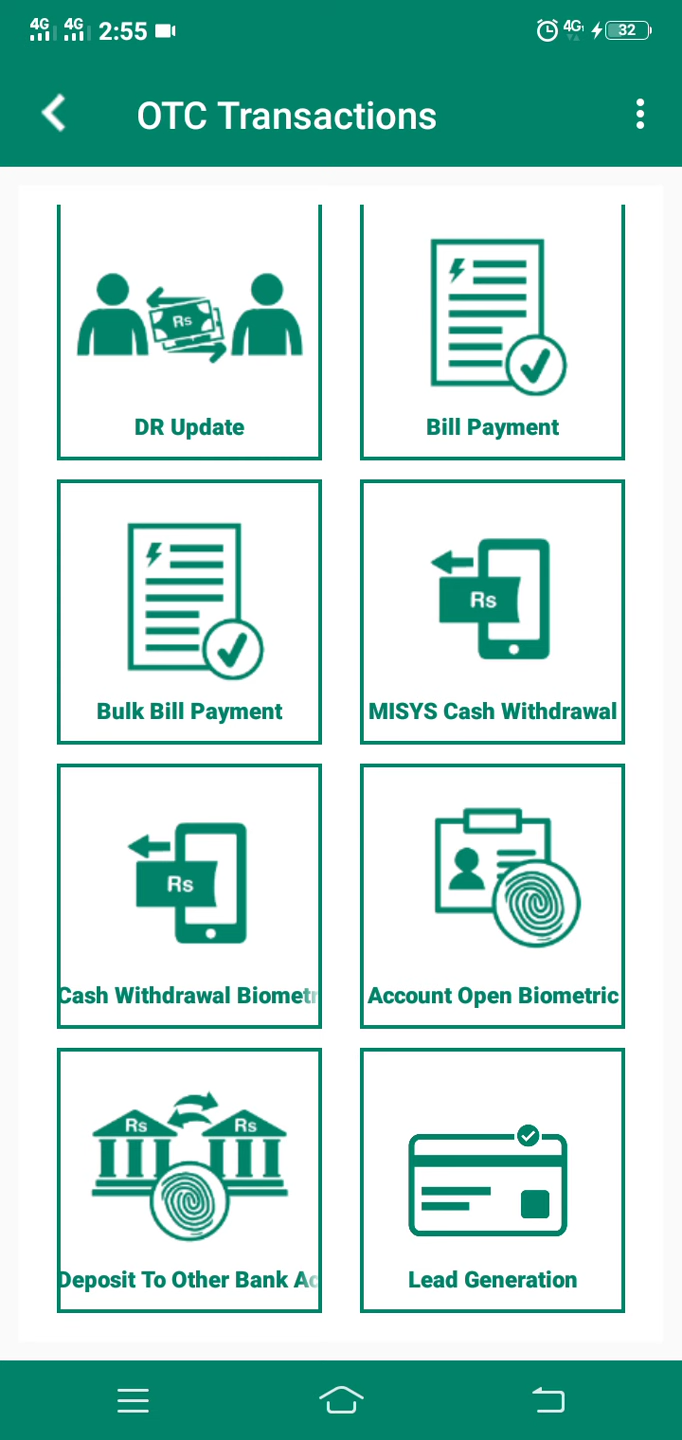 4G 4G 2:55 4G 32
OTC Transactions
Rs
DR Update
Bill Payment
Rs
Bulk Bill Payment
MISYS Cash Withdrawal
Rs
Cash Withdrawal Biometr
Account Open Biometric
Rs Rs
Deposit To Other Bank Ac
Lead Generation